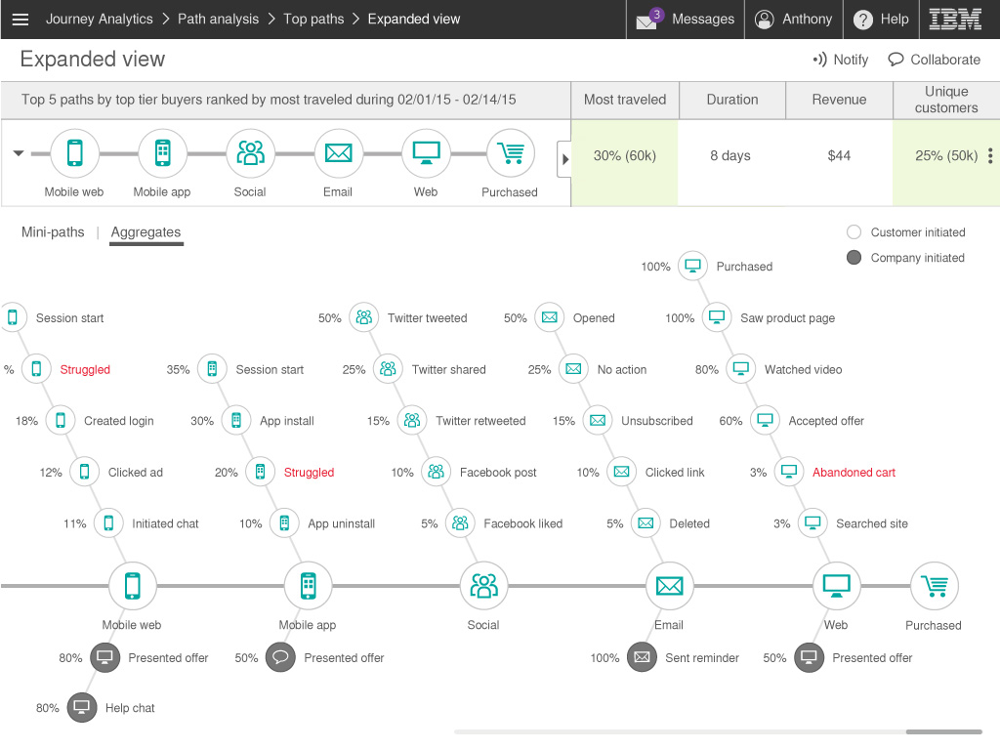 Journey Analytics > Path analysis > Top paths > Expanded view
3 Messages Anthony ? Help IBM
Expanded view
Notify Collaborate
Top 5 paths by top tier buyers ranked by most traveled during 02/01/15 - 02/14/15
Most traveled Duration Revenue Unique
customers
30% (60k) 8 days $44 25% (50k)
Mobile web Mobile app Social Email Web Purchased
Mini-paths | Aggregates
Customer initiated
Company initiated
100% Purchased
Session start 50% Twitter tweeted 50% Opened 100% Saw product page
% Struggled 35% Session start 25% Twitter shared 25% No action 80% Watched video
18% Created login 30% App install 15% Twitter retweeted 15% Unsubscribed 60% Accepted offer
12% Clicked ad 20% Struggled 10% Facebook post 10% Clicked link 3% Abandoned cart
11% Initiated chat 10% App uninstall 5% Facebook liked 5% Deleted 3% Searched site
Mobile web Mobile app Social Email Web Purchased
80% Presented offer 50% Presented offer 100% Sent reminder 50% Presented offer
80% Help chat